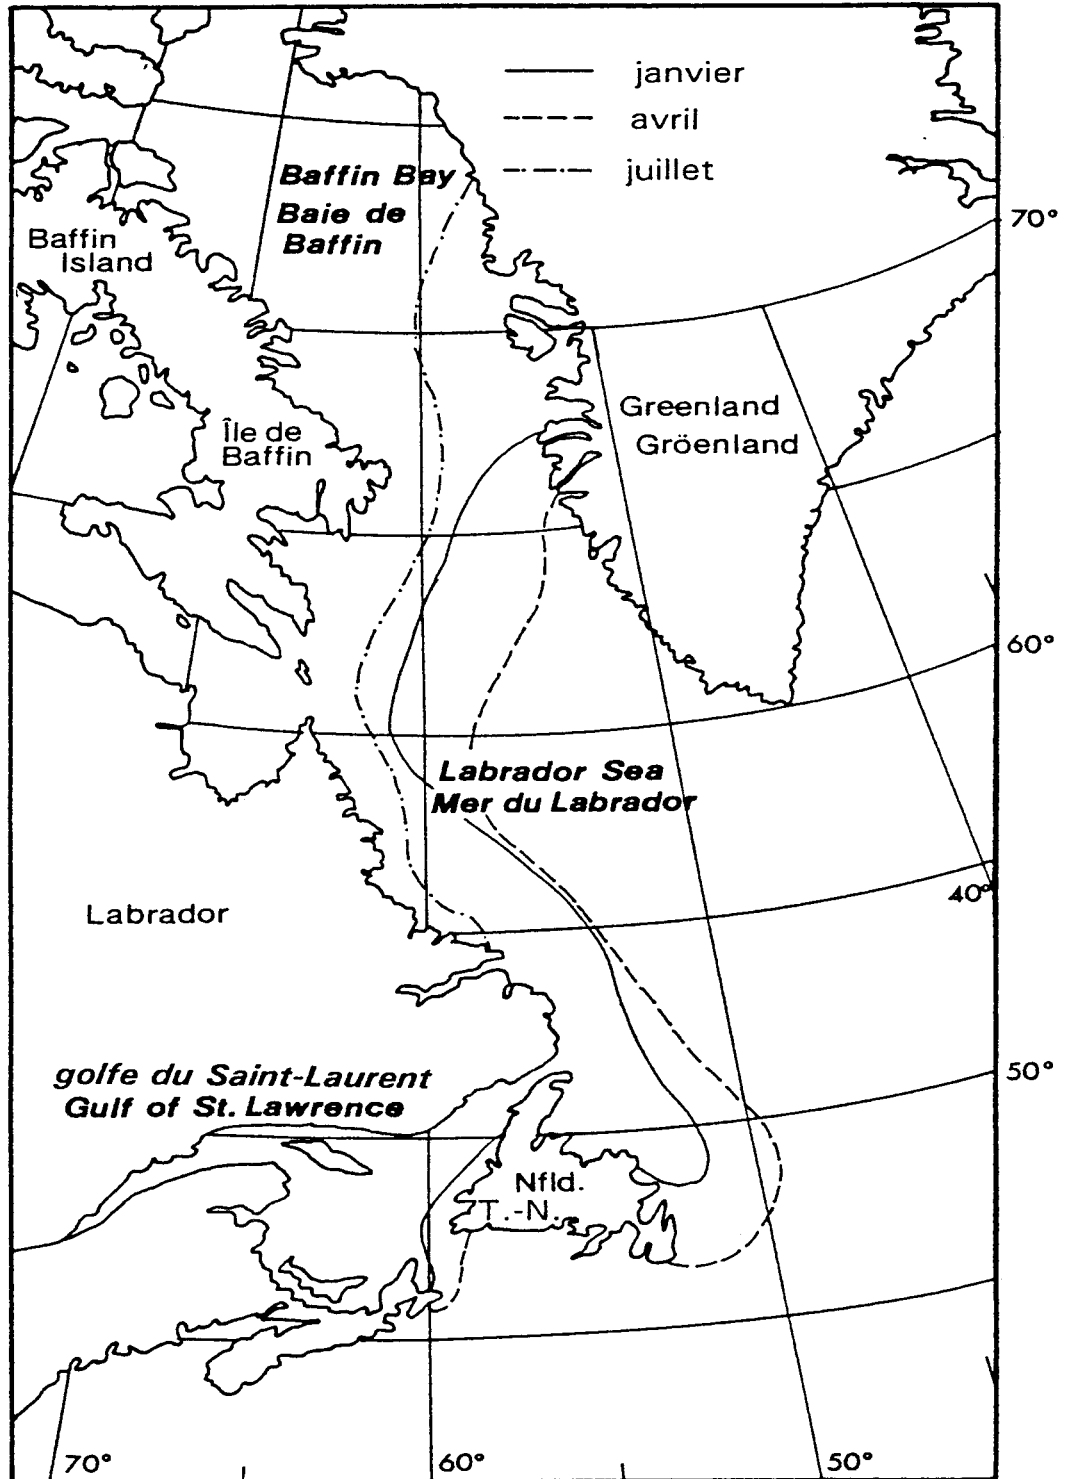 janvier
avril
juillet
Baffin Bay
Baie de
Baffin
70°
Baffin
Island
Greenland
Gröenland
Île de
Baffin
60°
Labrador Sea
Mer du Labrador
40°
Labrador
50°
golfe du Saint-Laurent
Gulf of St. Lawrence
Nfld.
T.-N.
70°
60°
50°